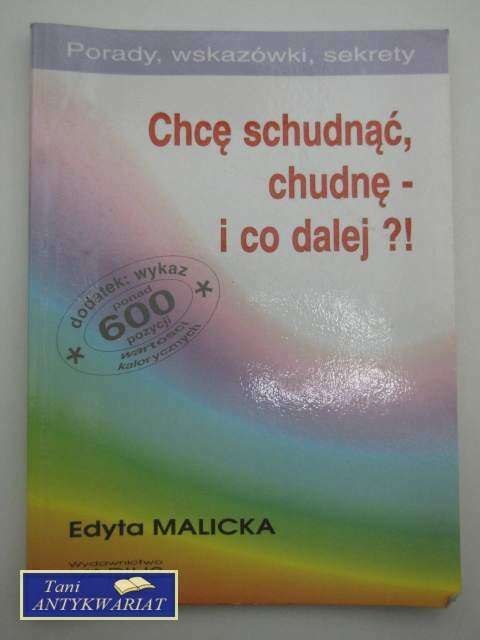 Porady, wskazówki, sekrety
Chcę schudnąć,
chudnę -
i co dalej ?!
dodatek: wykaz
ponad
600
pozycji
wartości
kalorycznych
Edyta MALICKA
Wydawnictwo
Tani
ANTYKWARIAT